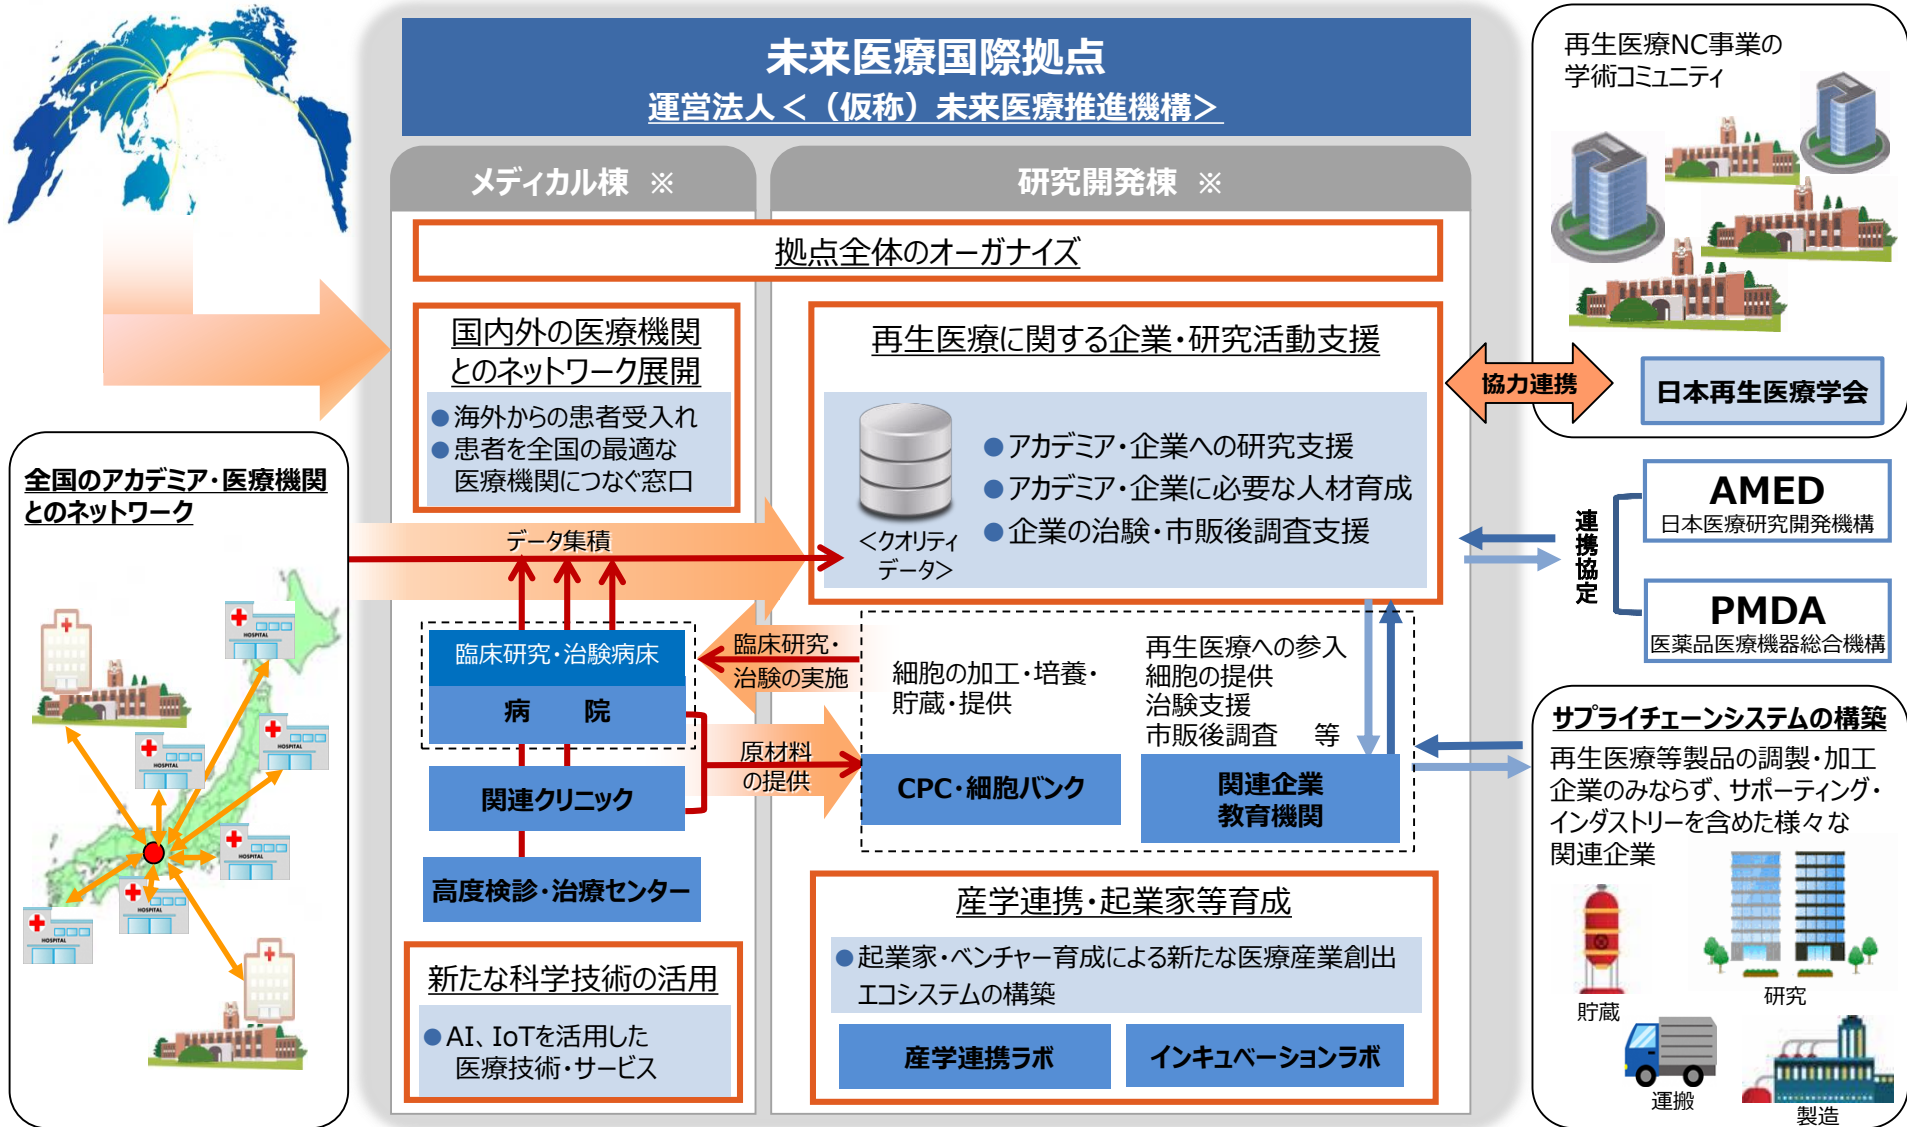 未来医療国際拠点
運営法人＜（仮称）未来医療推進機構＞
メディカル棟 ※
研究開発棟 ※
拠点全体のオーガナイズ
国内外の医療機関
とのネットワーク展開
●海外からの患者受入れ
●患者を全国の最適な
医療機関につなぐ窓口
再生医療に関する企業・研究活動支援
<クオリティ
データ>
●アカデミア・企業への研究支援
●アカデミア・企業に必要な人材育成
●企業の治験・市販後調査支援
データ集積
臨床研究・治験病床
病 院
関連クリニック
高度検診・治療センター
臨床研究・
治験の実施
原材料
の提供
細胞の加工・培養・
貯蔵・提供
再生医療への参入
細胞の提供
治験支援
市販後調査 等
CPC・細胞バンク
関連企業
教育機関
新たな科学技術の活用
●AI、IoTを活用した
医療技術・サービス
産学連携・起業家等育成
●起業家・ベンチャー育成による新たな医療産業創出
エコシステムの構築
産学連携ラボ
インキュベーションラボ
全国のアカデミア・医療機関
とのネットワーク
HOSPITAL
HOSPITAL
HOSPITAL
HOSPITAL
HOSPITAL
HOSPITAL
再生医療NC事業の
学術コミュニティ
協力連携
日本再生医療学会
連携協定
AMED
日本医療研究開発機構
PMDA
医薬品医療機器総合機構
サプライチェーンシステムの構築
再生医療等製品の調製・加工
企業のみならず、サポーティング・
インダストリーを含めた様々な
関連企業
貯蔵
研究
運搬
製造